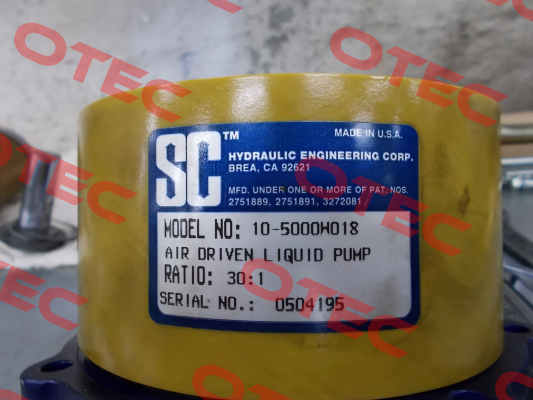 SC™
MADE IN U.S.A.
HYDRAULIC ENGINEERING CORP.
BREA, CA 92621
MFD. UNDER ONE OR MORE OF PAT. NOS.
2751889, 2751891, 3272081
MODEL NO: 10-5000W018
AIR DRIVEN LIQUID PUMP
RATIO: 30:1
SERIAL NO.: 0504195
OTEC
OTEC
OTEC
OTEC
OTEC
OTEC
OTEC